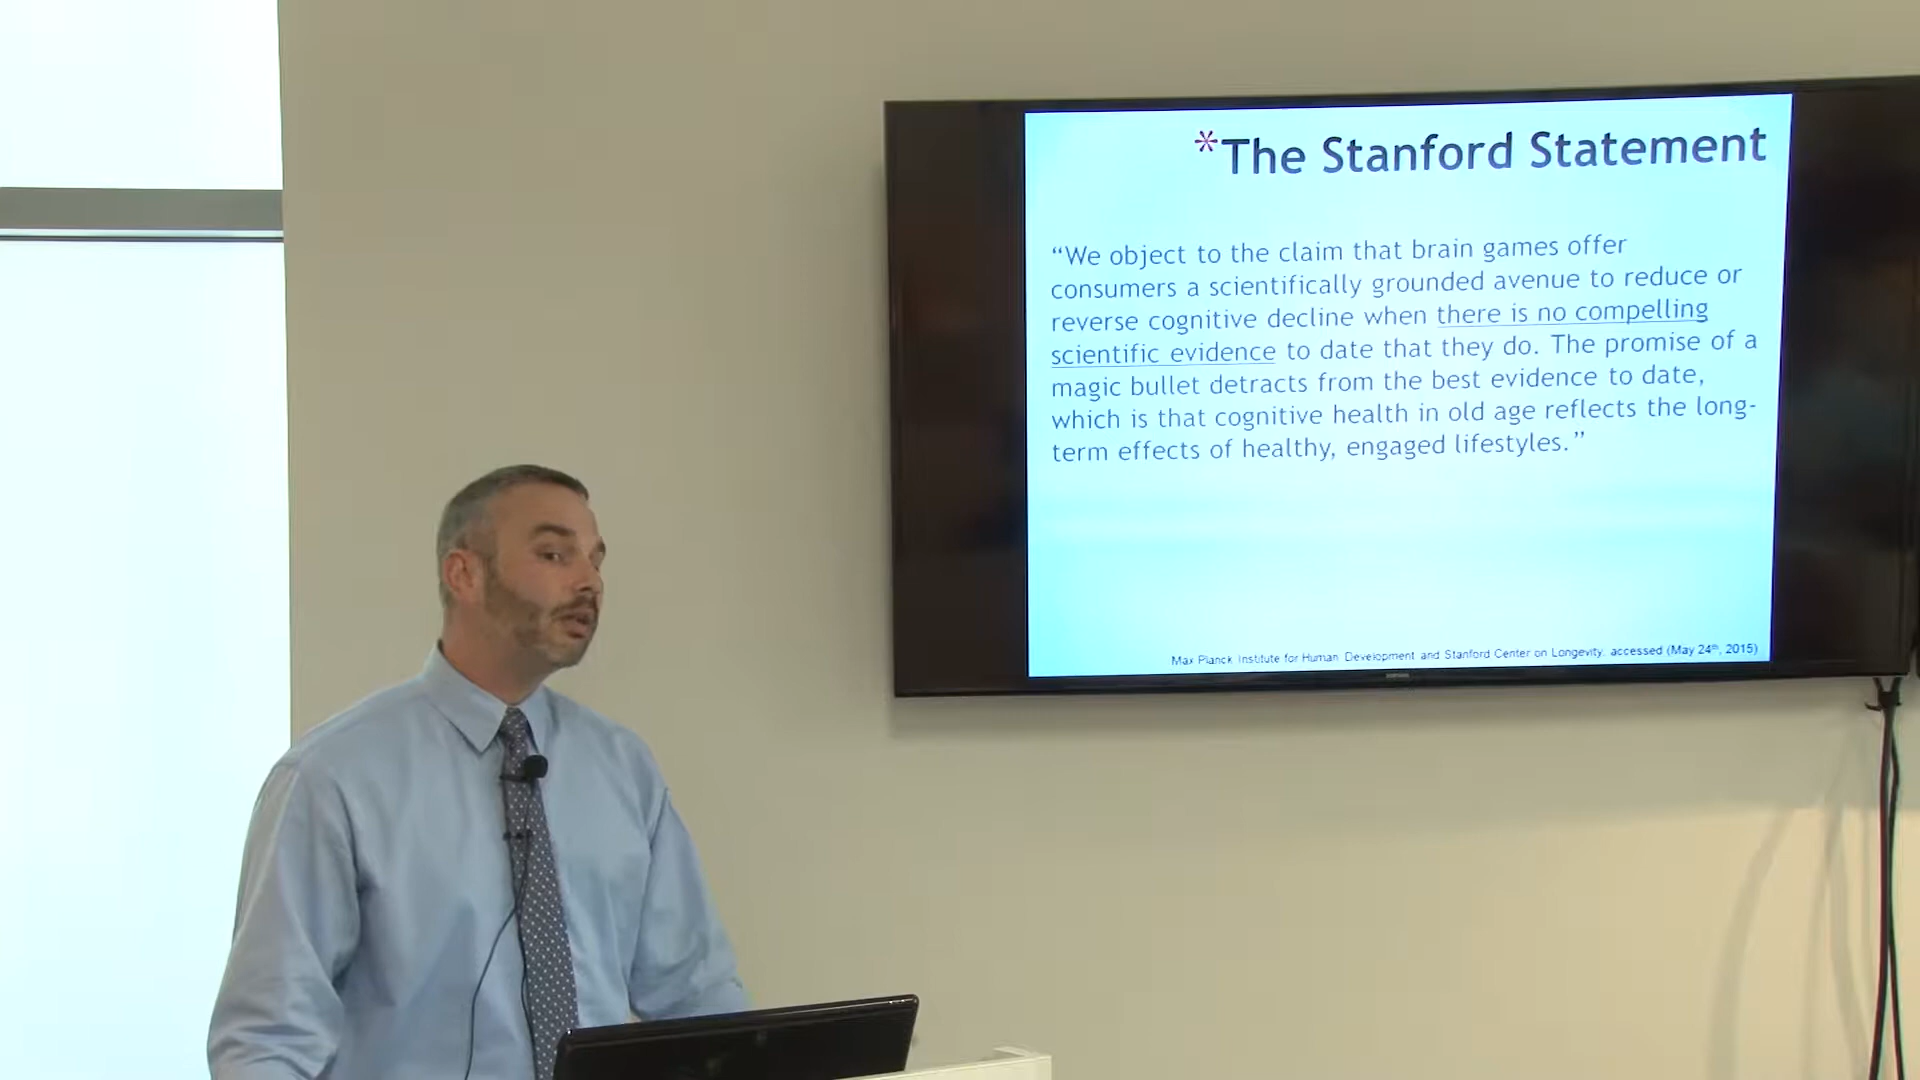 *The Stanford Statement
“We object to the claim that brain games offer
consumers a scientifically grounded avenue to reduce or
reverse cognitive decline when there is no compelling
scientific evidence to date that they do. The promise of a
magic bullet detracts from the best evidence to date,
which is that cognitive health in old age reflects the long-
term effects of healthy, engaged lifestyles.”
Max Planck Institute for Human Development and Stanford Center on Longevity, accessed (May 24th, 2015)
SAMSUNG